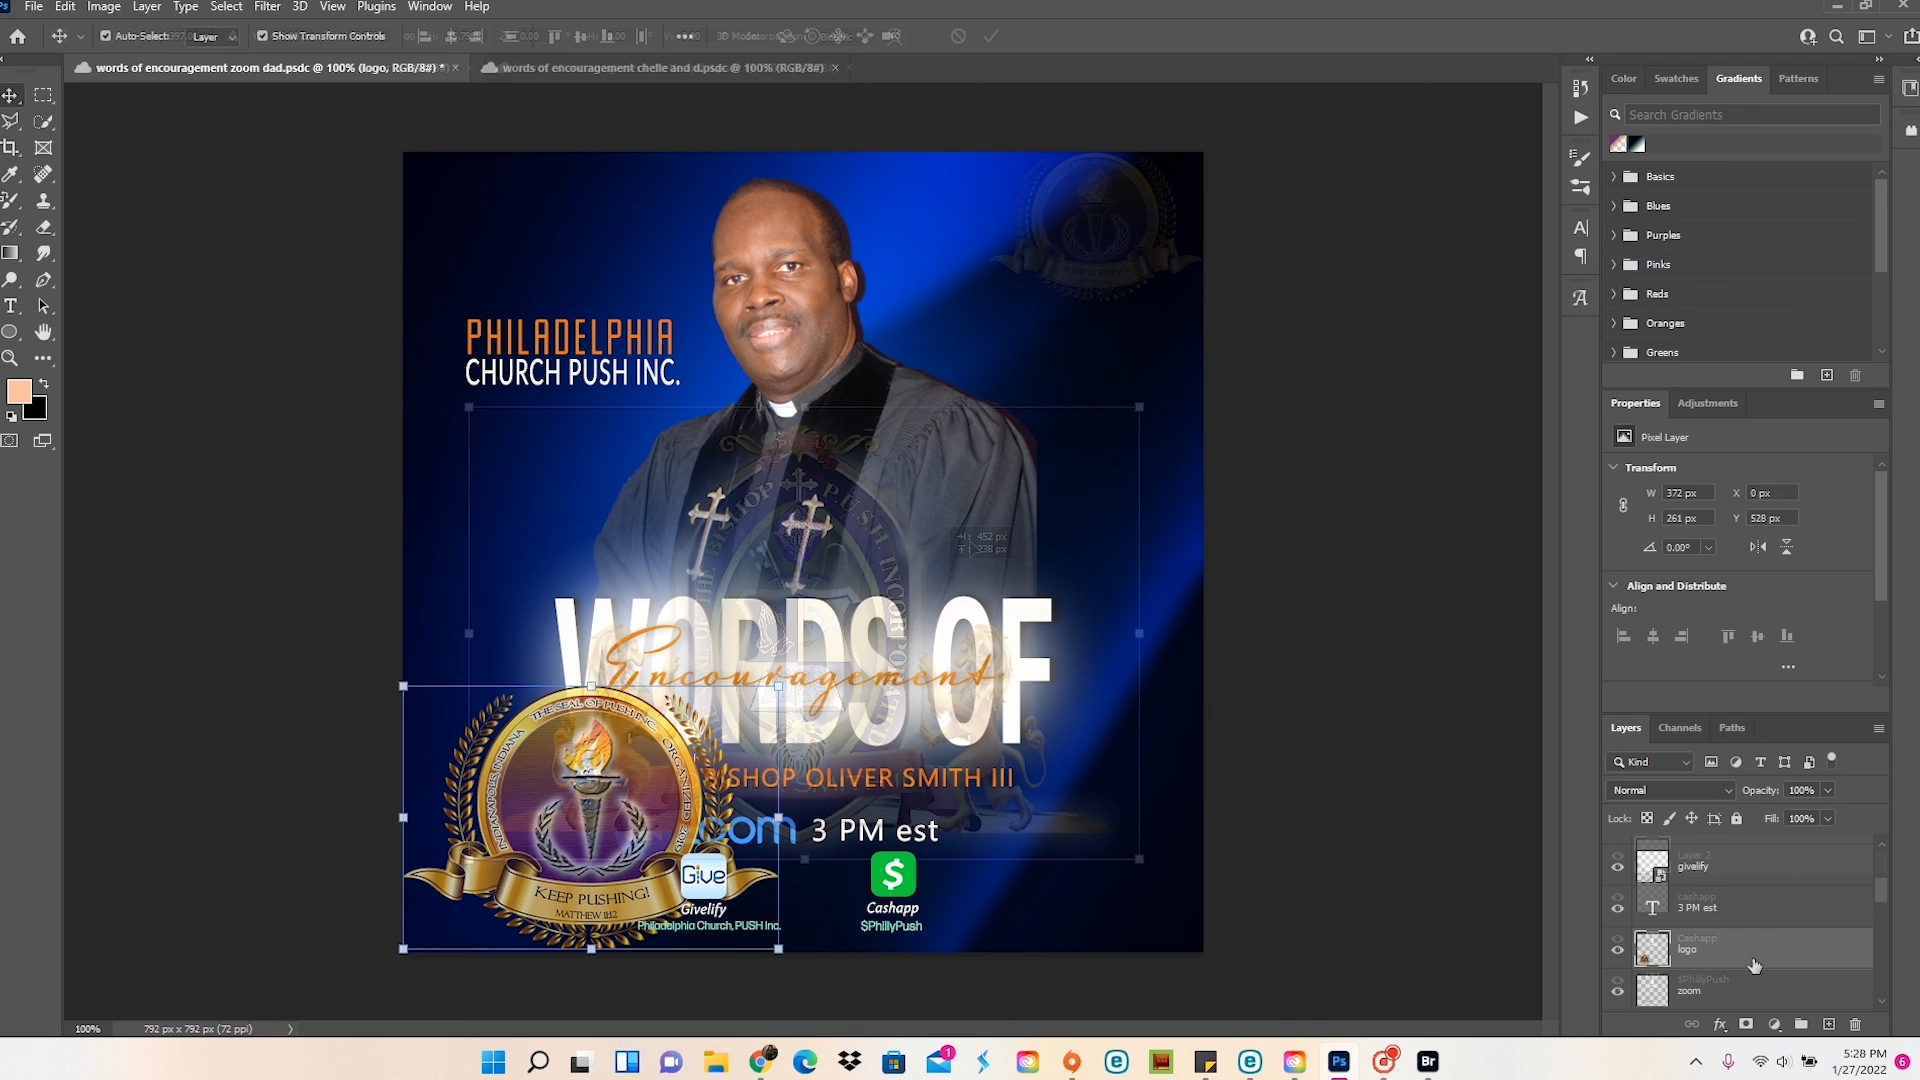 File Edit Image Layer Type Select Filter 3D View Plugins Window Help
Auto-Select: Layer Show Transform Controls
words of encouragement zoom dad.psdc @ 100% (logo, RGB/8#) *
words of encouragement chelle and d.psdc @ 100% (RGB/8#)
Color Swatches Gradients Patterns
Search Gradients
Basics
Blues
Purples
Pinks
Reds
Oranges
Greens
Properties Adjustments
Pixel Layer
Transform
W 372 px X 0 px
H 261 px Y 528 px
0.00°
Align and Distribute
Align:
Layers Channels Paths
Kind
Normal Opacity: 100%
Lock: Fill: 100%
Layer 2
givelify
cashapp
3 PM est
Cashapp
logo
$PhillyPush
zoom
PHILADELPHIA
CHURCH PUSH INC.
452 px
238 px
WORDS OF
Encouragement
BISHOP OLIVER SMITH III
3 PM est
THE SEAL OF PUSH INC.
INDIANAPOLIS, INDIANA
ORGANIZED 2010
KEEP PUSHING!
MATTHEW 11:12
Give
Givelify
Philadelphia Church, PUSH Inc.
$
Cashapp
$PhillyPush
100% 792 px x 792 px (72 ppi)
Ps Br
5:28 PM
1/27/2022
6